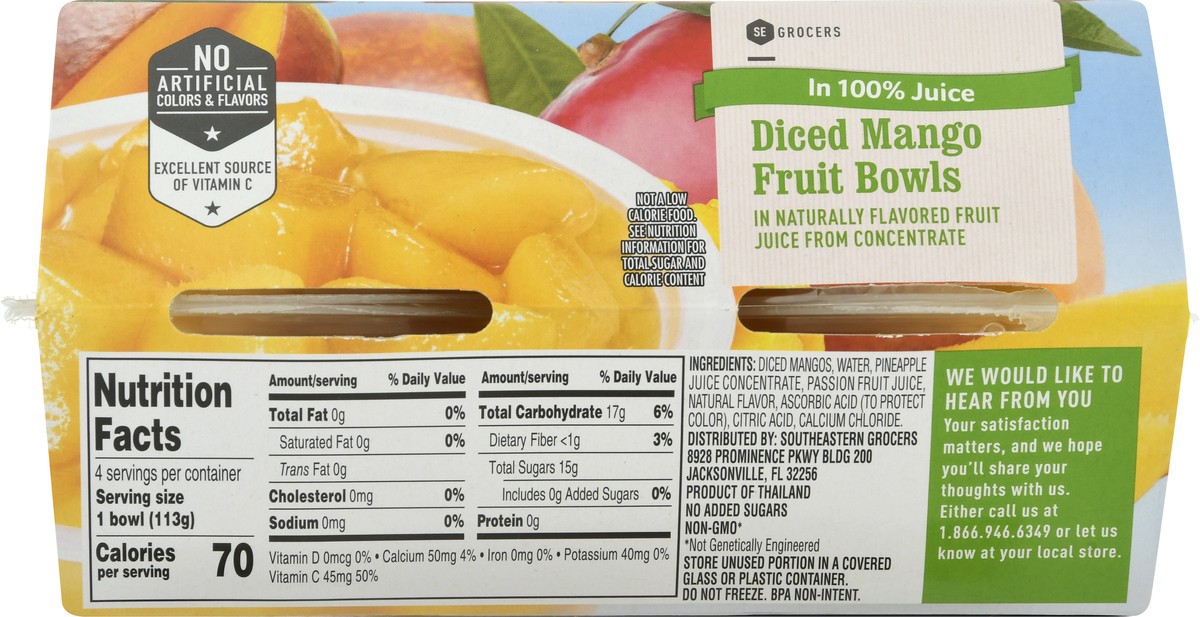 NO
ARTIFICIAL
COLORS & FLAVORS
EXCELLENT SOURCE
OF VITAMIN C
NOT A LOW
CALORIE FOOD.
SEE NUTRITION
INFORMATION FOR
TOTAL SUGAR AND
CALORIE CONTENT
SE GROCERS
In 100% Juice
Diced Mango
Fruit Bowls
IN NATURALLY FLAVORED FRUIT
JUICE FROM CONCENTRATE
Nutrition
Facts
4 servings per container
Serving size
1 bowl (113g)
Calories
per serving
70
Amount/serving % Daily Value
Total Fat 0g 0%
Saturated Fat 0g 0%
Trans Fat 0g
Cholesterol 0mg 0%
Sodium 0mg 0%
Amount/serving % Daily Value
Total Carbohydrate 17g 6%
Dietary Fiber <1g 3%
Total Sugars 15g
Includes 0g Added Sugars 0%
Protein 0g
Vitamin D 0mcg 0% • Calcium 50mg 4% • Iron 0mg 0% • Potassium 40mg 0%
Vitamin C 45mg 50%
INGREDIENTS: DICED MANGOS, WATER, PINEAPPLE
JUICE CONCENTRATE, PASSION FRUIT JUICE,
NATURAL FLAVOR, ASCORBIC ACID (TO PROTECT
COLOR), CITRIC ACID, CALCIUM CHLORIDE.
DISTRIBUTED BY: SOUTHEASTERN GROCERS
8928 PROMINENCE PKWY BLDG 200
JACKSONVILLE, FL 32256
PRODUCT OF THAILAND
NO ADDED SUGARS
NON-GMO*
*Not Genetically Engineered
STORE UNUSED PORTION IN A COVERED
GLASS OR PLASTIC CONTAINER.
DO NOT FREEZE. BPA NON-INTENT.
WE WOULD LIKE TO
HEAR FROM YOU
Your satisfaction
matters, and we hope
you'll share your
thoughts with us.
Either call us at
1.866.946.6349 or let us
know at your local store.